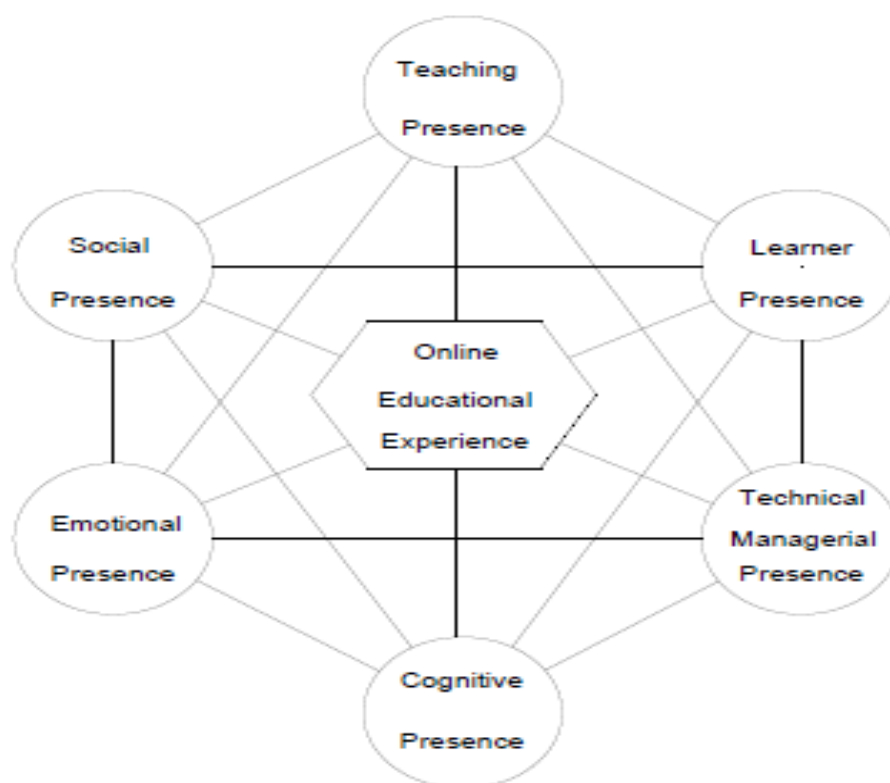 Teaching
Presence
Social
Presence
Learner
Presence
Online
Educational
Experience
Emotional
Presence
Technical
Managerial
Presence
Cognitive
Presence